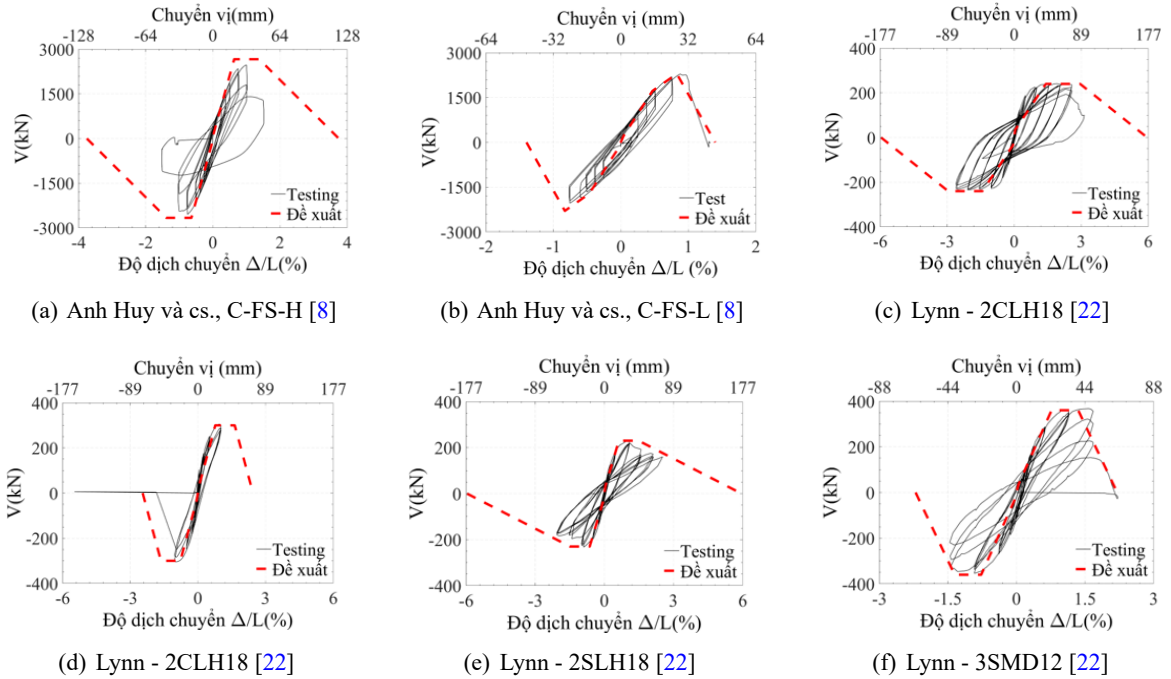 Chuyển vị(mm)
-128 -64 0 64 128
3000
1500
0
-1500
-3000
V(kN)
Testing
Đề xuất
-4 -2 0 2 4
Độ dịch chuyển Δ/L(%)
(a) Anh Huy và cs., C-FS-H [8]
Chuyển vị (mm)
-64 -32 0 32 64
3000
1500
0
-1500
-3000
V(kN)
Test
Đề xuất
-2 -1 0 1 2
Độ dịch chuyển Δ/L (%)
(b) Anh Huy và cs., C-FS-L [8]
Chuyển vị (mm)
-177 -89 0 89 177
400
200
0
-200
-400
V(kN)
Testing
Đề xuất
-6 -3 0 3 6
Độ dịch chuyển Δ/L(%)
(c) Lynn - 2CLH18 [22]
Chuyển vị (mm)
-177 -89 0 89 177
400
200
0
-200
-400
V(kN)
Testing
Đề xuất
-6 -3 0 3 6
Độ dịch chuyển Δ/L(%)
(d) Lynn - 2CLH18 [22]
Chuyển vị (mm)
-177 -89 0 89 177
400
200
0
-200
-400
V(kN)
Testing
Đề xuất
-6 -3 0 3 6
Độ dịch chuyển Δ/L(%)
(e) Lynn - 2SLH18 [22]
Chuyển vị (mm)
-88 -44 0 44 88
400
200
0
-200
-400
V(kN)
Testing
Đề xuất
-3 -1.5 0 1.5 3
Độ dịch chuyển Δ/L(%)
(f) Lynn - 3SMD12 [22]